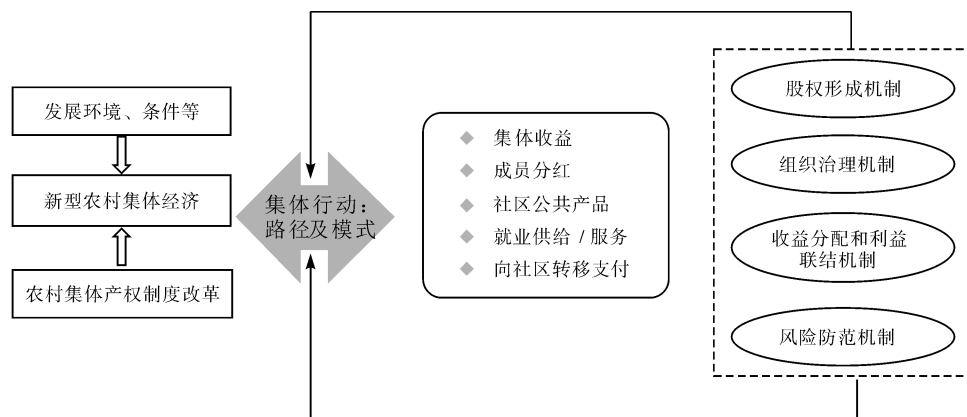 发展环境、条件等
新型农村集体经济
农村集体产权制度改革
集体行动：
路径及模式
集体收益
成员分红
社区公共产品
就业供给 / 服务
向社区转移支付
股权形成机制
组织治理机制
收益分配和利益
联结机制
风险防范机制